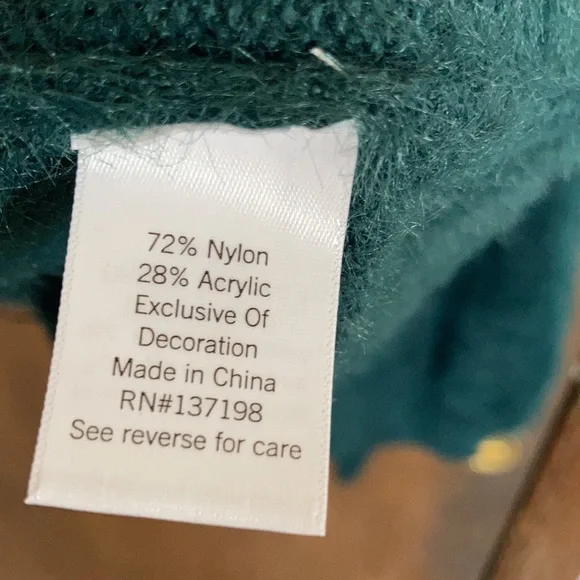 72% Nylon
28% Acrylic
Exclusive Of
Decoration
Made in China
RN#137198
See reverse for care